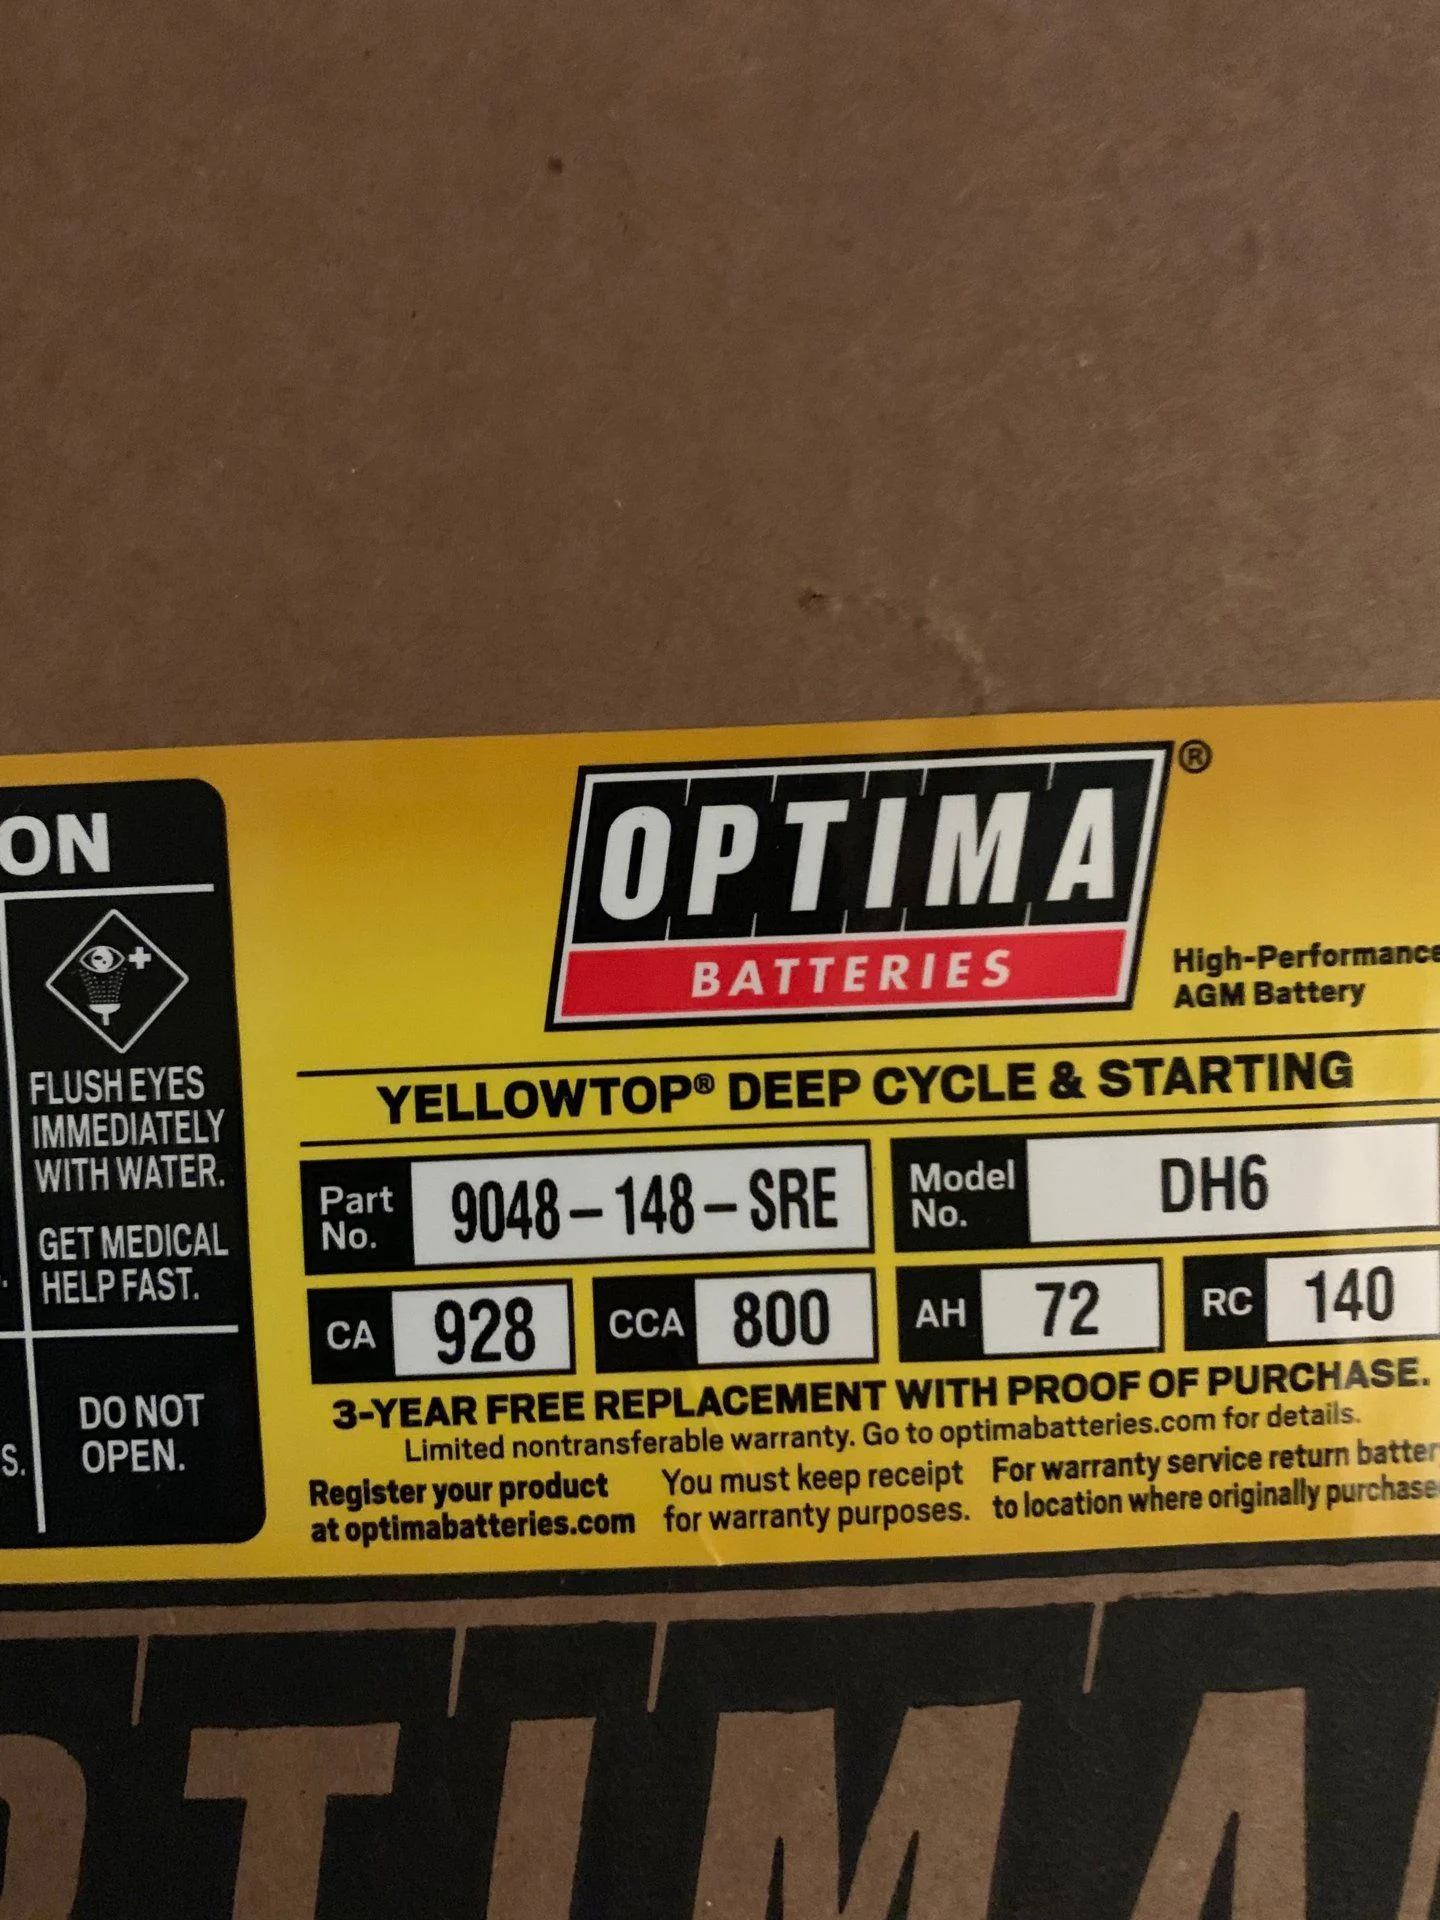 ON
FLUSH EYES
IMMEDIATELY
WITH WATER.
GET MEDICAL
HELP FAST.
DO NOT
OPEN.
S.
OPTIMA®
BATTERIES
High-Performance
AGM Battery
YELLOWTOP® DEEP CYCLE & STARTING
Part No. 9048-148-SRE Model No. DH6
CA 928 CCA 800 AH 72 RC 140
3-YEAR FREE REPLACEMENT WITH PROOF OF PURCHASE.
Limited nontransferable warranty. Go to optimabatteries.com for details.
Register your product
at optimabatteries.com
You must keep receipt
for warranty purposes.
For warranty service return batter
to location where originally purchase
PTIMA